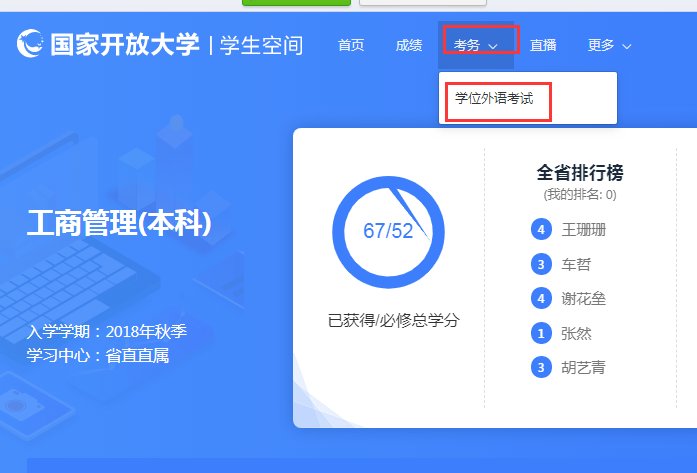 国家开放大学 | 学生空间 首页 成绩 考务 直播 更多
学位外语考试
工商管理(本科)
入学学期：2018年秋季
学习中心：省直直属
67/52
已获得/必修总学分
全省排行榜
(我的排名: 0)
4 王珊珊
3 车哲
4 谢花垒
1 张然
3 胡艺青